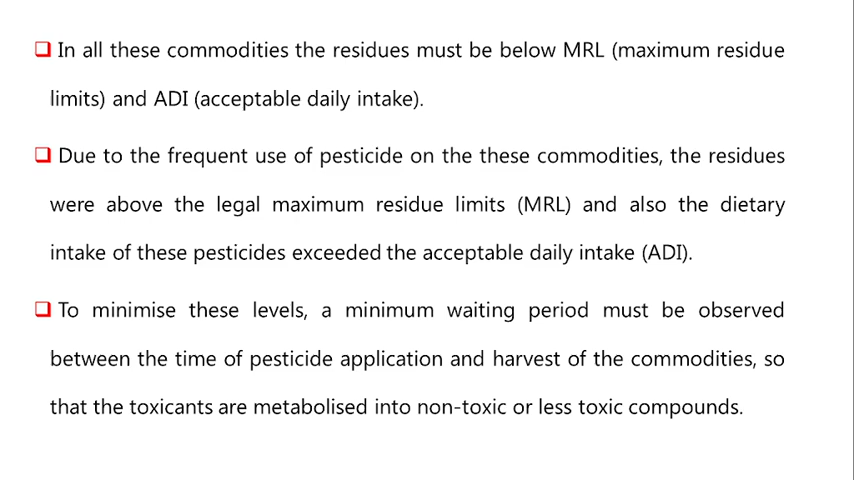 ❑ In all these commodities the residues must be below MRL (maximum residue
limits) and ADI (acceptable daily intake).
❑ Due to the frequent use of pesticide on the these commodities, the residues
were above the legal maximum residue limits (MRL) and also the dietary
intake of these pesticides exceeded the acceptable daily intake (ADI).
❑ To minimise these levels, a minimum waiting period must be observed
between the time of pesticide application and harvest of the commodities, so
that the toxicants are metabolised into non-toxic or less toxic compounds.